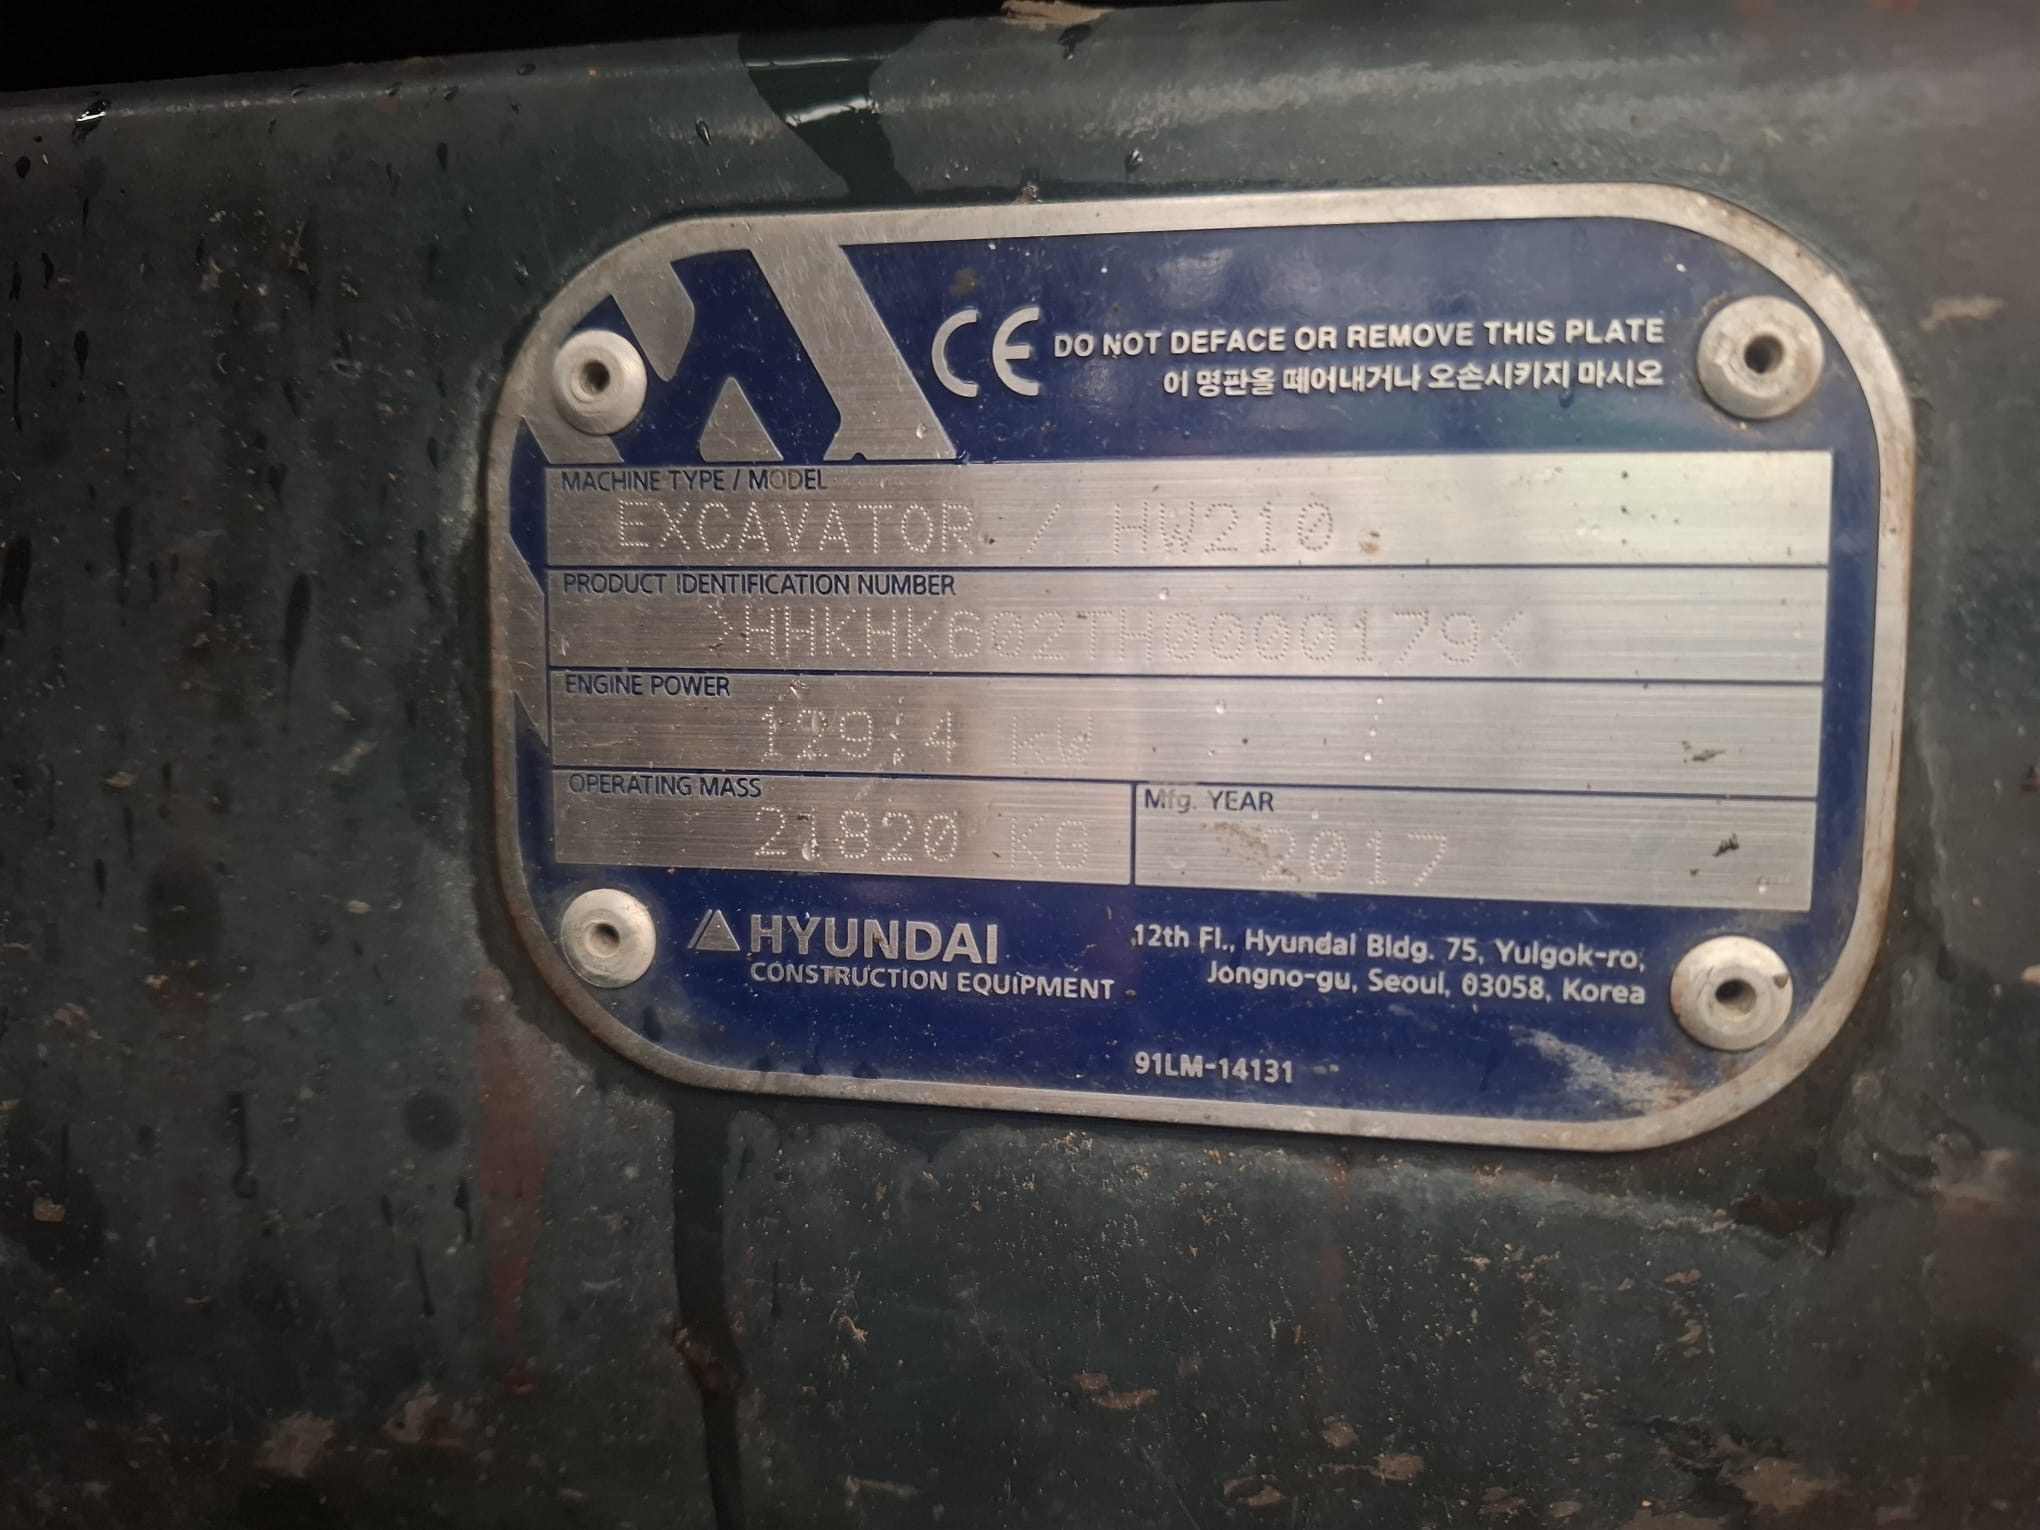 CE DO NOT DEFACE OR REMOVE THIS PLATE
이 명판을 떼어내거나 오손시키지 마시오
MACHINE TYPE / MODEL
EXCAVATOR / HW210
PRODUCT IDENTIFICATION NUMBER
>HHKHK602TH0000179<
ENGINE POWER
129.4 kW
OPERATING MASS
21820 KG
Mfg. YEAR
2017
HYUNDAI
CONSTRUCTION EQUIPMENT
12th Fl., Hyundai Bldg. 75, Yulgok-ro,
Jongno-gu, Seoul, 03058, Korea
91LM-14131